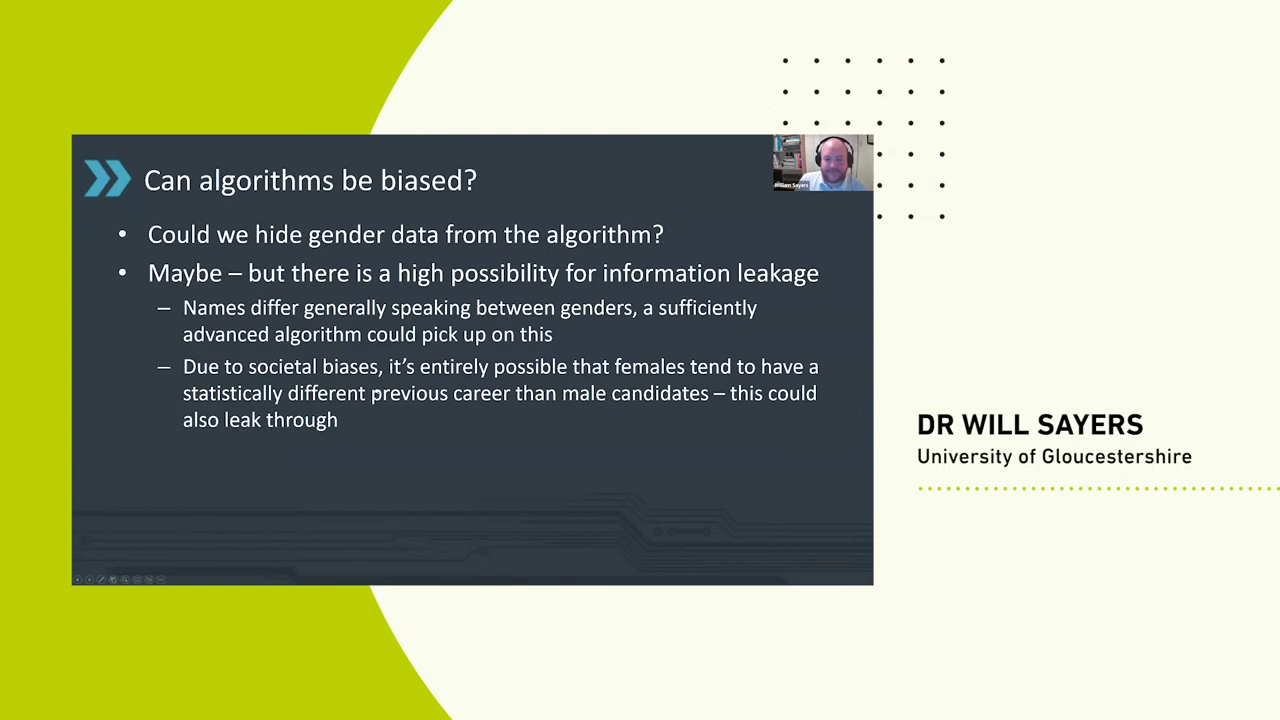 Can algorithms be biased?
William Sayers
• Could we hide gender data from the algorithm?
• Maybe – but there is a high possibility for information leakage
– Names differ generally speaking between genders, a sufficiently
advanced algorithm could pick up on this
– Due to societal biases, it's entirely possible that females tend to have a
statistically different previous career than male candidates – this could
also leak through
DR WILL SAYERS
University of Gloucestershire